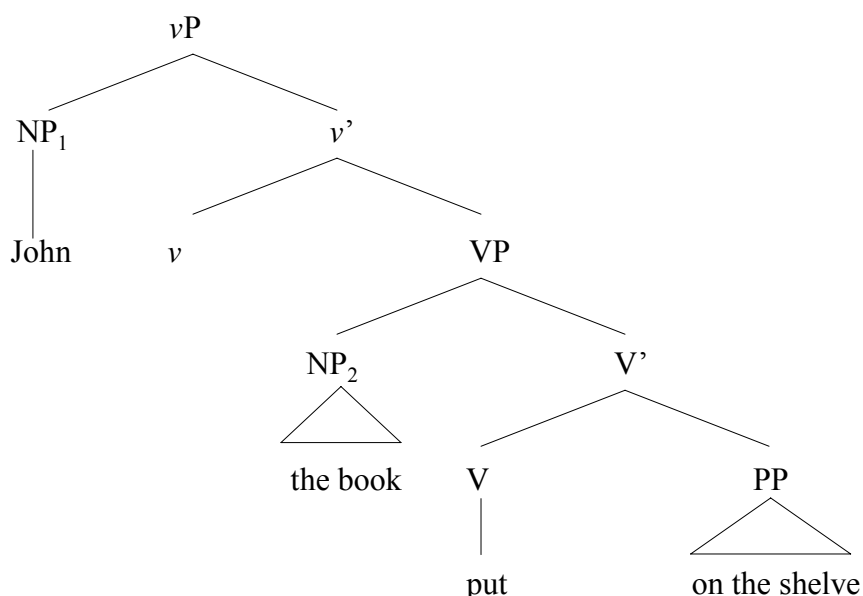 vP
NP₁ v’
John v VP
NP₂ V’
the book V PP
put on the shelve